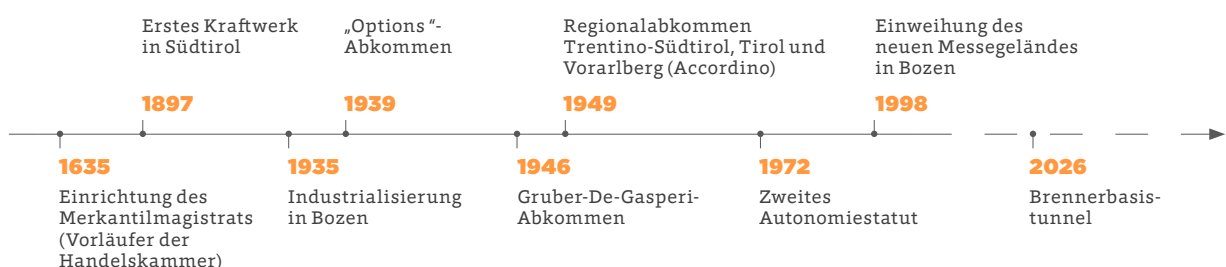 Erstes Kraftwerk
in Südtirol
1897
„Options “-
Abkommen
1939
Regionalabkommen
Trentino-Südtirol, Tirol und
Vorarlberg (Accordino)
1949
Einweihung des
neuen Messegeländes
in Bozen
1998
1635
Einrichtung des
Merkantilmagistrats
(Vorläufer der
Handelskammer)
1935
Industrialisierung
in Bozen
1946
Gruber-De-Gasperi-
Abkommen
1972
Zweites
Autonomiestatut
2026
Brennerbasis-
tunnel